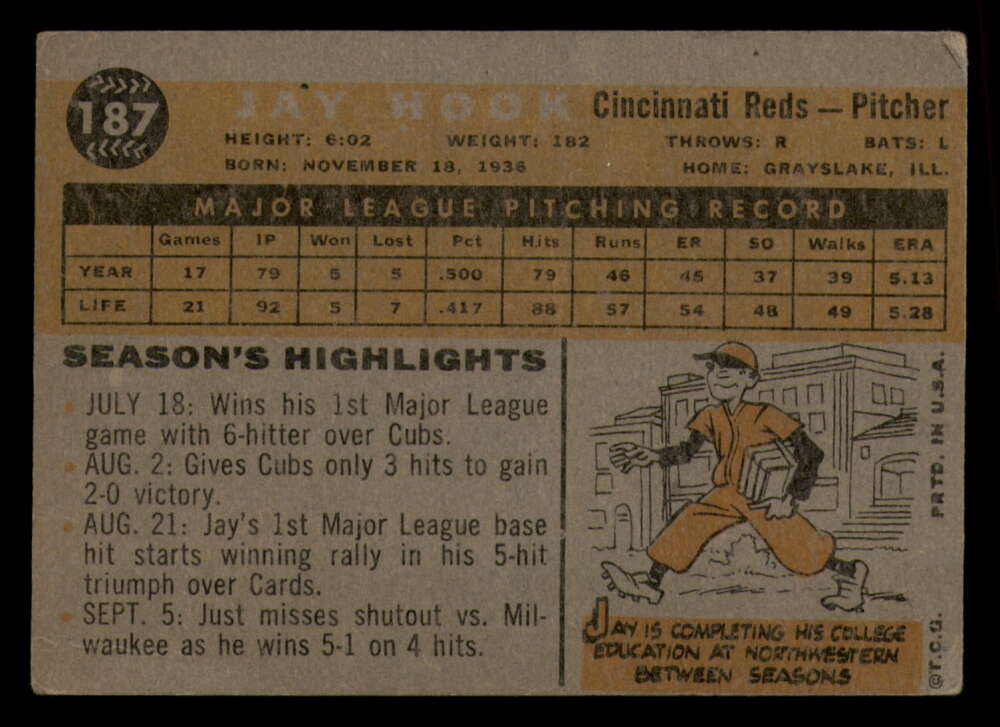 187
JAY HOOK Cincinnati Reds — Pitcher
HEIGHT: 6:02 WEIGHT: 182 THROWS: R BATS: L
BORN: NOVEMBER 18, 1936 HOME: GRAYSLAKE, ILL.
MAJOR LEAGUE PITCHING RECORD
Games IP Won Lost Pct Hits Runs ER SO Walks ERA
YEAR 17 79 5 5 .500 79 46 45 37 39 5.13
LIFE 21 92 5 7 .417 88 57 54 48 49 5.28
SEASON'S HIGHLIGHTS
JULY 18: Wins his 1st Major League
game with 6-hitter over Cubs.
AUG. 2: Gives Cubs only 3 hits to gain
2-0 victory.
AUG. 21: Jay's 1st Major League base
hit starts winning rally in his 5-hit
triumph over Cards.
SEPT. 5: Just misses shutout vs. Mil-
waukee as he wins 5-1 on 4 hits.
JAY IS COMPLETING HIS COLLEGE
EDUCATION AT NORTHWESTERN
BETWEEN SEASONS
©T.C.G. PRTD. IN U.S.A.